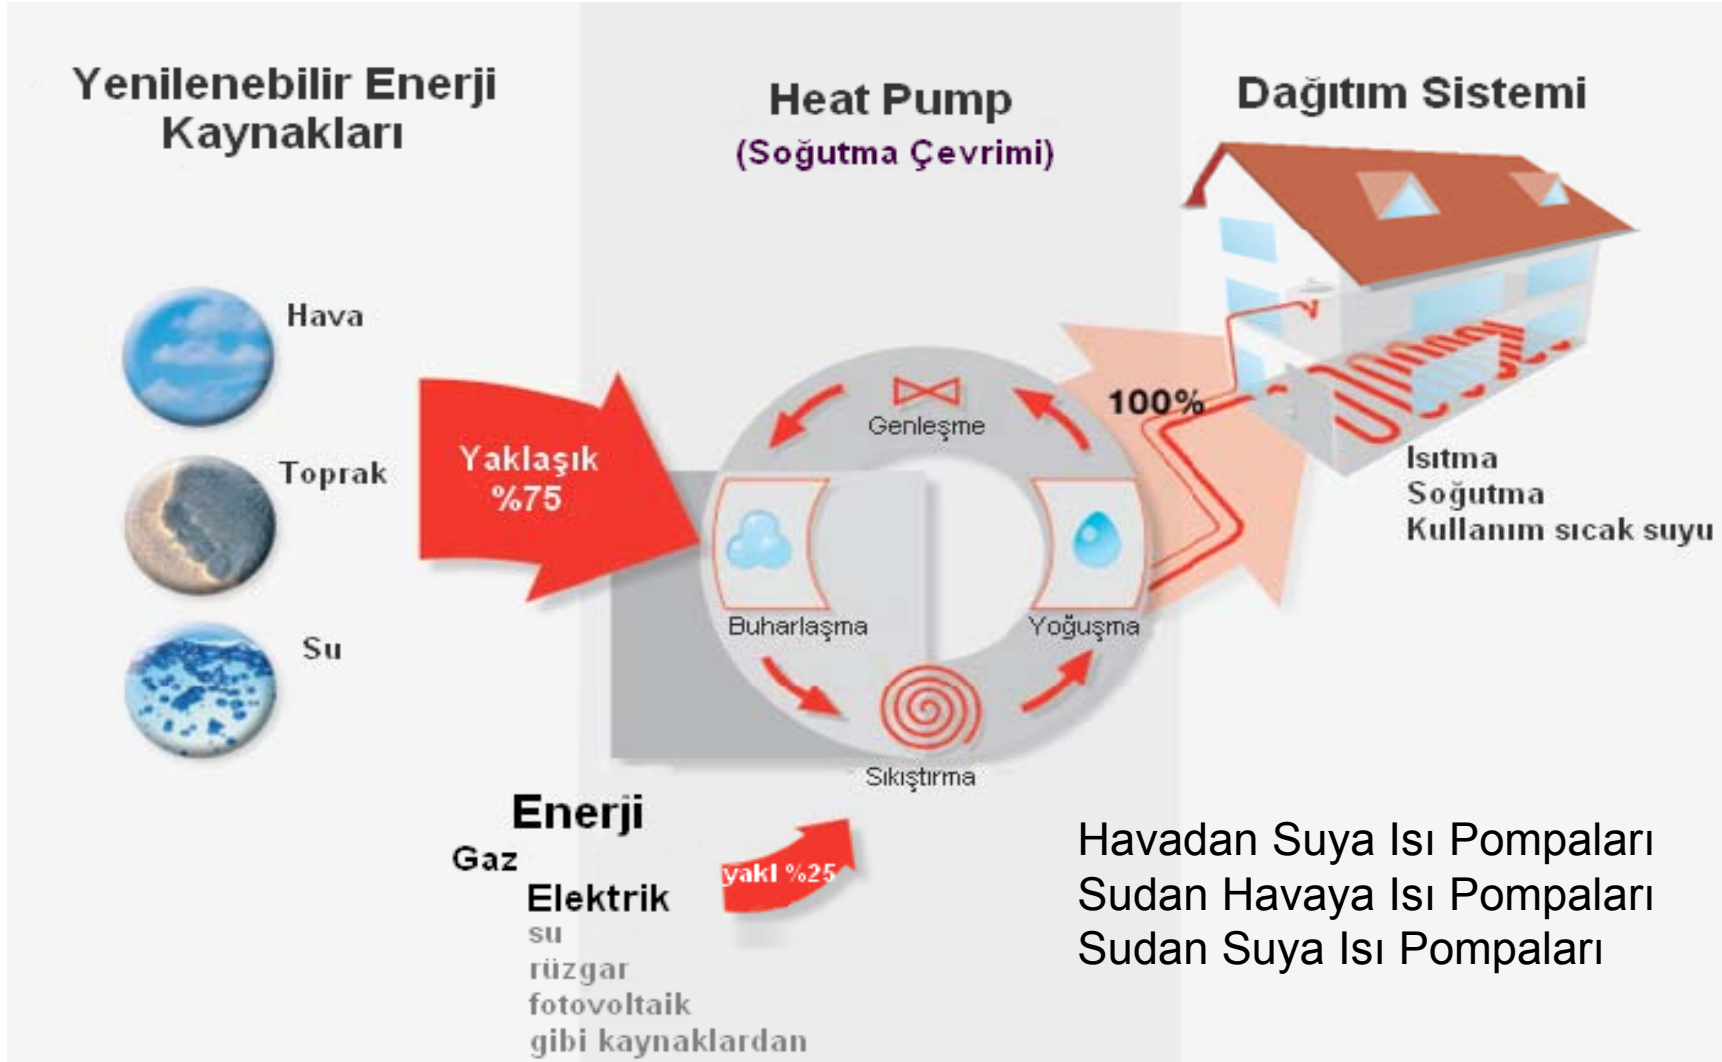 Yenilenebilir Enerji
Kaynakları
Heat Pump
(Soğutma Çevrimi)
Dağıtım Sistemi
Hava
Toprak
Su
Yaklaşık
%75
Genleşme
Buharlaşma
Yoğuşma
Sıkıştırma
100%
Isıtma
Soğutma
Kullanım sıcak suyu
Enerji
Gaz
Elektrik
su
rüzgar
fotovoltaik
gibi kaynaklardan
yakl %25
Havadan Suya Isı Pompaları
Sudan Havaya Isı Pompaları
Sudan Suya Isı Pompaları